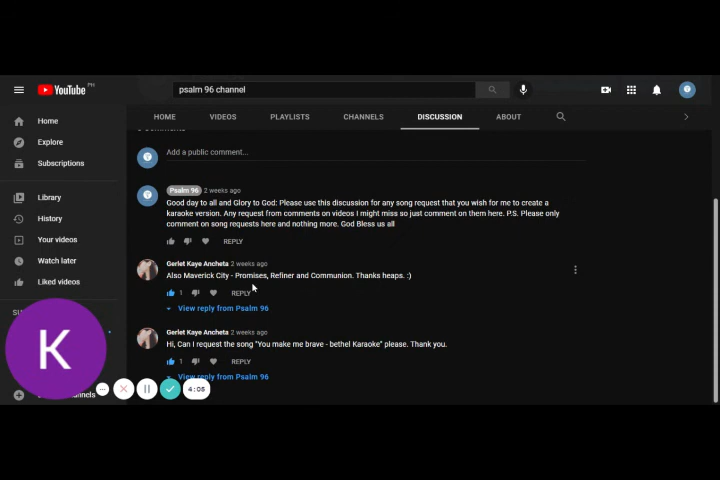 YouTube PH
psalm 96 channel
HOME VIDEOS PLAYLISTS CHANNELS DISCUSSION ABOUT
Home
Explore
Subscriptions
Library
History
Your videos
Watch later
Liked videos
Add a public comment...
Psalm 96 2 weeks ago
Good day to all and Glory to God: Please use this discussion for any song request that you wish for me to create a
karaoke version. Any request from comments on videos I might miss so just comment on them here. P.S. Please only
comment on song requests here and nothing more. God Bless us all
REPLY
Gerlet Kaye Ancheta 2 weeks ago
Also Maverick City - Promises, Refiner and Communion. Thanks heaps. :)
1 REPLY
View reply from Psalm 96
Gerlet Kaye Ancheta 2 weeks ago
Hi, Can I request the song "You make me brave - bethel Karaoke" please. Thank you.
1 REPLY
View reply from Psalm 96
K
4:05